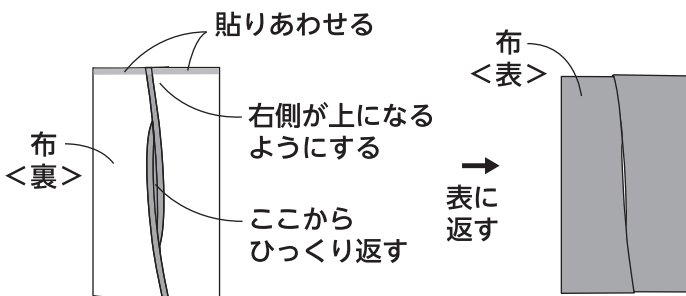 貼りあわせる
布
<表>
右側が上になる
ようにする
布
<裏>
ここから
ひっくり返す
表に
返す